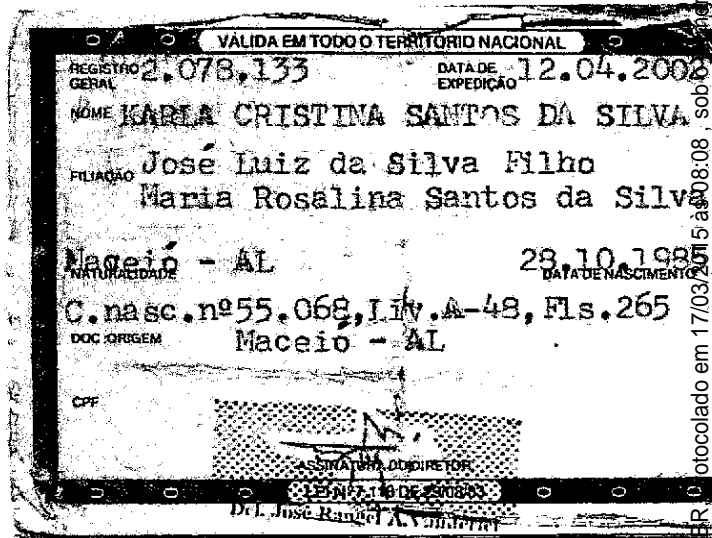 VÁLIDA EM TODO O TERRITÓRIO NACIONAL
REGISTRO GERAL 2.078.133 DATA DE EXPEDIÇÃO 12.04.2002
NOME KARLA CRISTINA SANTOS DA SILVA
FILIAÇÃO José Luiz da Silva Filho
Maria Rosalina Santos da Silva
Maceió - AL 28.10.1985
NATURALIDADE DATA DE NASCIMENTO
C.nasc.nº55.068,Liv.A-48,Fls.265
DOC ORIGEM Maceió - AL
CPF
ASSINATURA DO DIRETOR
LEI Nº 7.116 DE 29/08/83
Del. José
otocolado em 17/03/2015 às 08:08 , sob